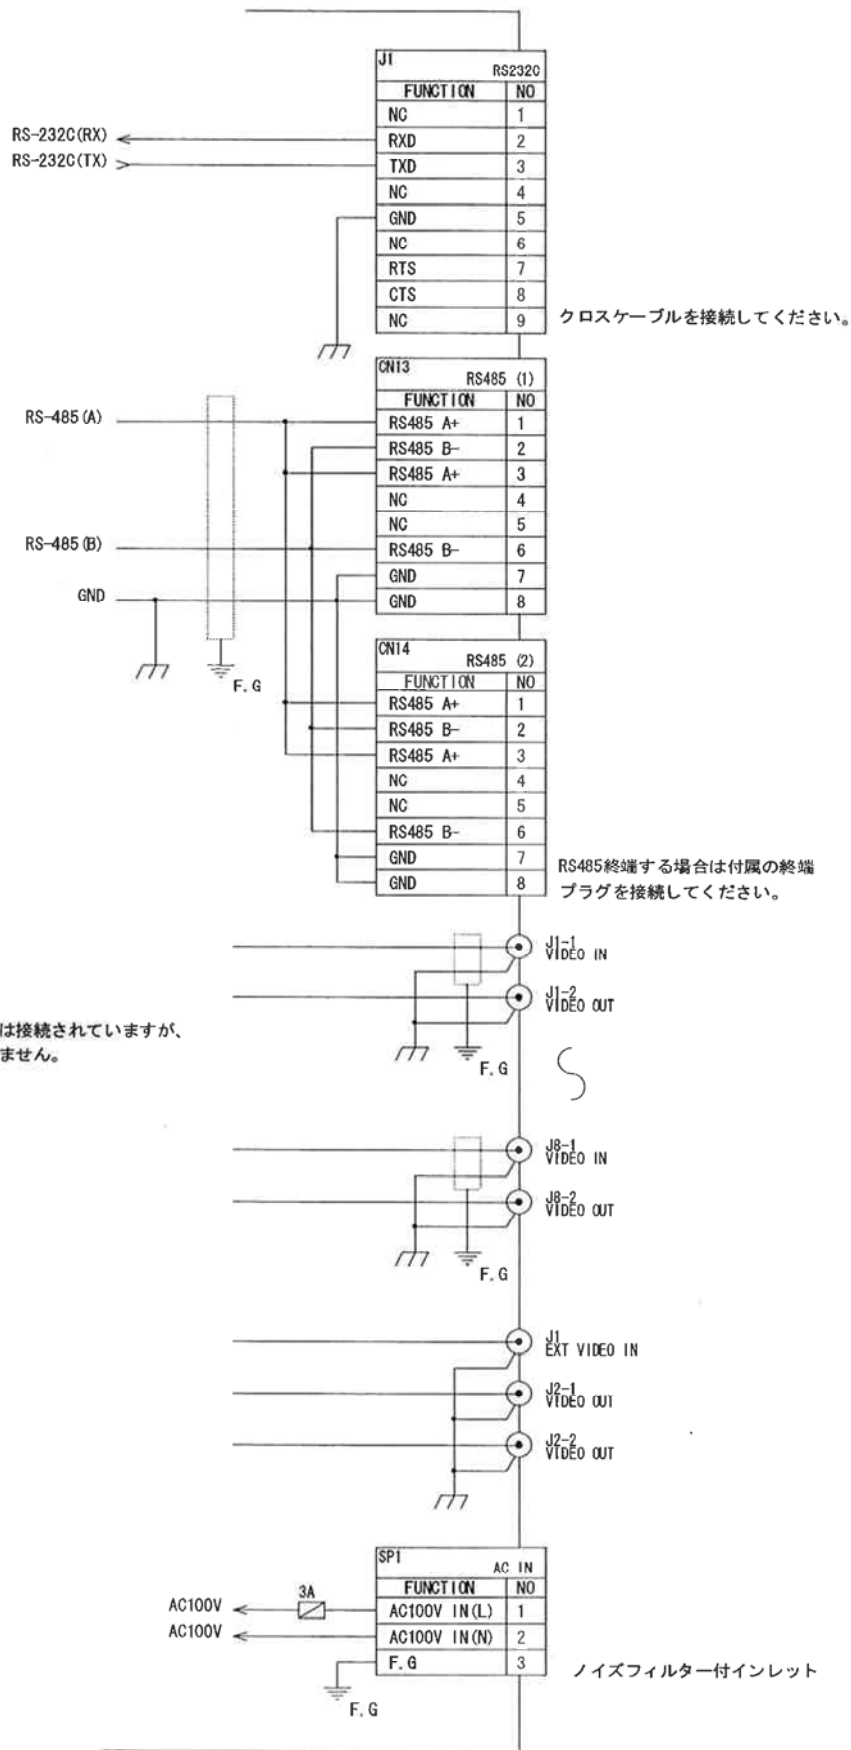 J1
RS232C
FUNCTION NO
NC 1
RS-232C(RX) RXD 2
RS-232C(TX) TXD 3
NC 4
GND 5
NC 6
RTS 7
CTS 8
NC 9
クロスケーブルを接続してください。
CN13
RS485 (1)
FUNCTION NO
RS-485(A) RS485 A+ 1
RS485 B- 2
RS485 A+ 3
NC 4
NC 5
RS-485(B) RS485 B- 6
GND 7
GND GND 8
F.G
CN14
RS485 (2)
FUNCTION NO
RS485 A+ 1
RS485 B- 2
RS485 A+ 3
NC 4
NC 5
RS485 B- 6
GND 7
GND 8
RS485終端する場合は付属の終端
プラグを接続してください。
J1-1
VIDEO IN
J1-2
VIDEO OUT
は接続されていますが、
ません。
F.G
J8-1
VIDEO IN
J8-2
VIDEO OUT
F.G
J1
EXT VIDEO IN
J2-1
VIDEO OUT
J2-2
VIDEO OUT
SP1
AC IN
FUNCTION NO
AC100V 3A AC100V IN(L) 1
AC100V AC100V IN(N) 2
F.G 3
ノイズフィルター付インレット
F.G